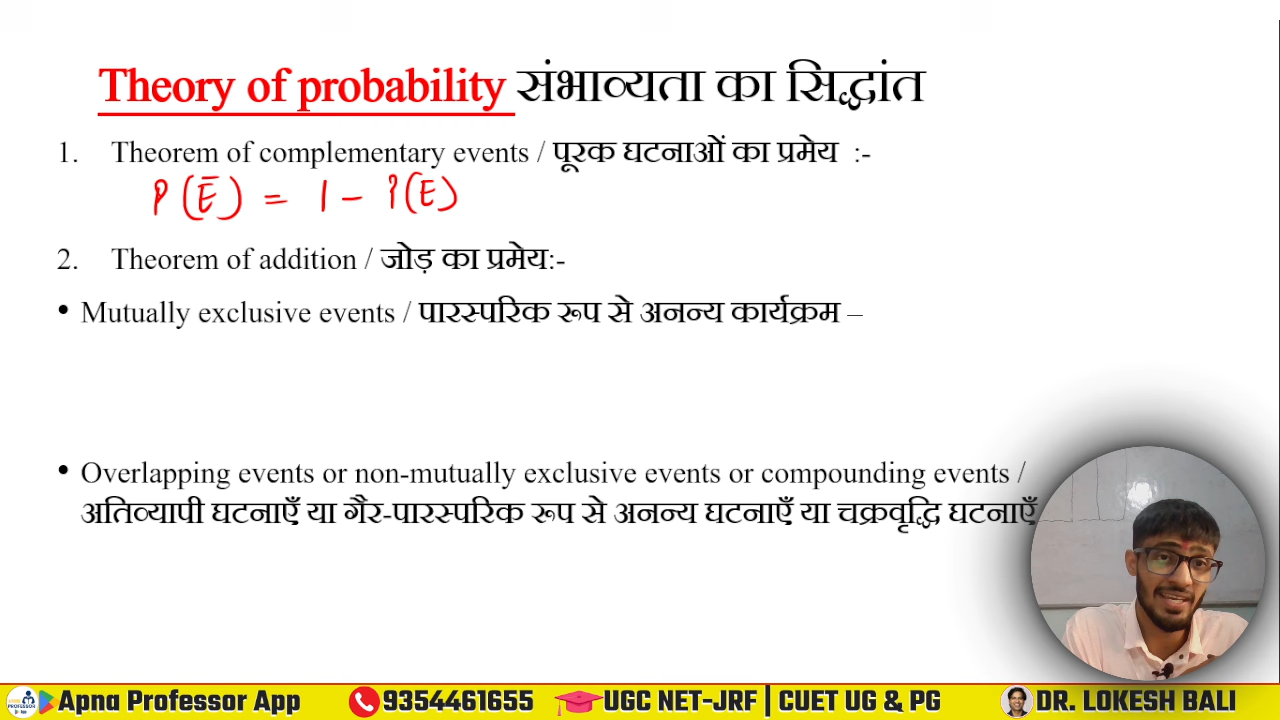 Theory of probability संभाव्यता का सिद्धांत
1. Theorem of complementary events / पूरक घटनाओं का प्रमेय :-
P(Ē) = 1 - P(E)
2. Theorem of addition / जोड़ का प्रमेय:-
• Mutually exclusive events / पारस्परिक रूप से अनन्य कार्यक्रम –
• Overlapping events or non-mutually exclusive events or compounding events /
अतिव्यापी घटनाएँ या गैर-पारस्परिक रूप से अनन्य घटनाएँ या चक्रवृद्धि घटनाएँ
Apna Professor App 9354461655 UGC NET-JRF | CUET UG & PG DR. LOKESH BALI